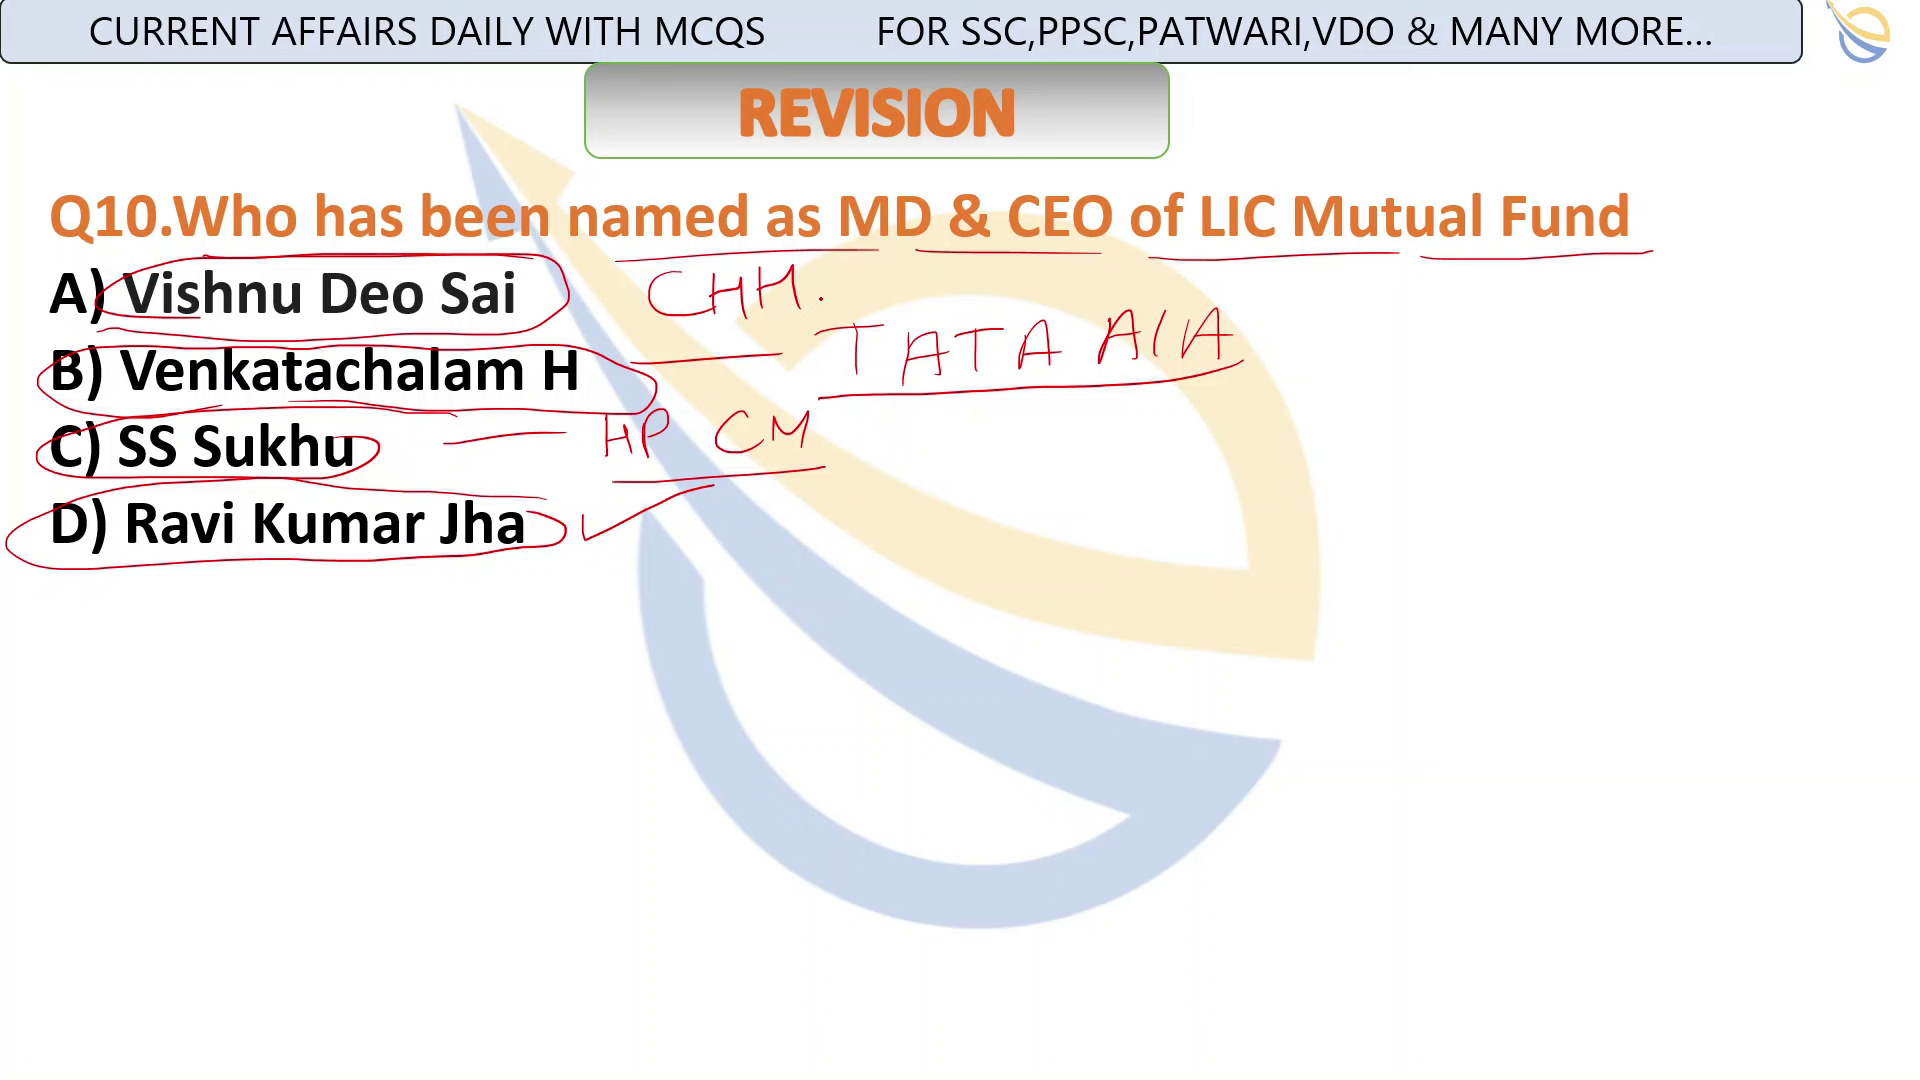 CURRENT AFFAIRS DAILY WITH MCQS FOR SSC,PPSC,PATWARI,VDO & MANY MORE...
REVISION
Q10.Who has been named as MD & CEO of LIC Mutual Fund
A) Vishnu Deo Sai CHH.
B) Venkatachalam H TATA AIA
C) SS Sukhu HP CM
D) Ravi Kumar Jha